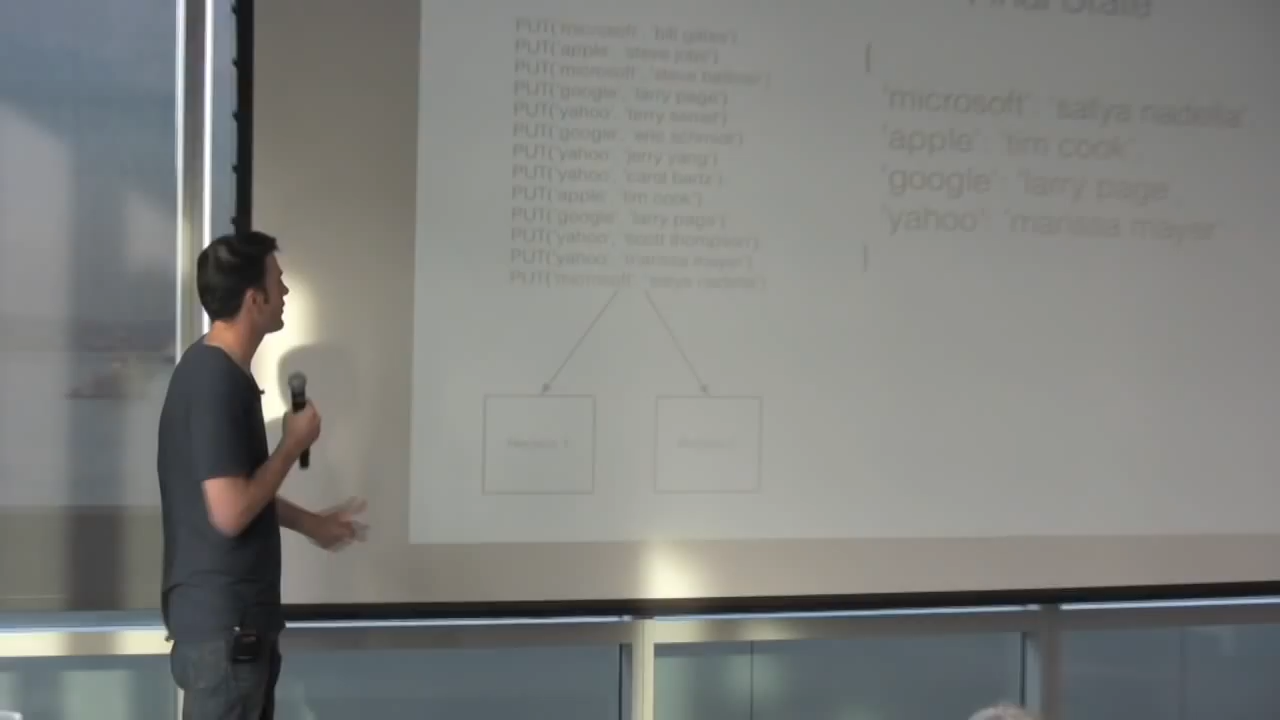 Final State
PUT('microsoft', 'bill gates')
PUT('apple', 'steve jobs')
PUT('microsoft', 'steve ballmer')
PUT('google', 'larry page')
PUT('yahoo', 'terry semel')
PUT('google', 'eric schmidt')
PUT('yahoo', 'jerry yang')
PUT('yahoo', 'carol bartz')
PUT('apple', 'tim cook')
PUT('google', 'larry page')
PUT('yahoo', 'scott thompson')
PUT('yahoo', 'marissa mayer')
PUT('microsoft', 'satya nadella')
{
'microsoft': 'satya nadella',
'apple': 'tim cook',
'google': 'larry page',
'yahoo': 'marissa mayer'
}